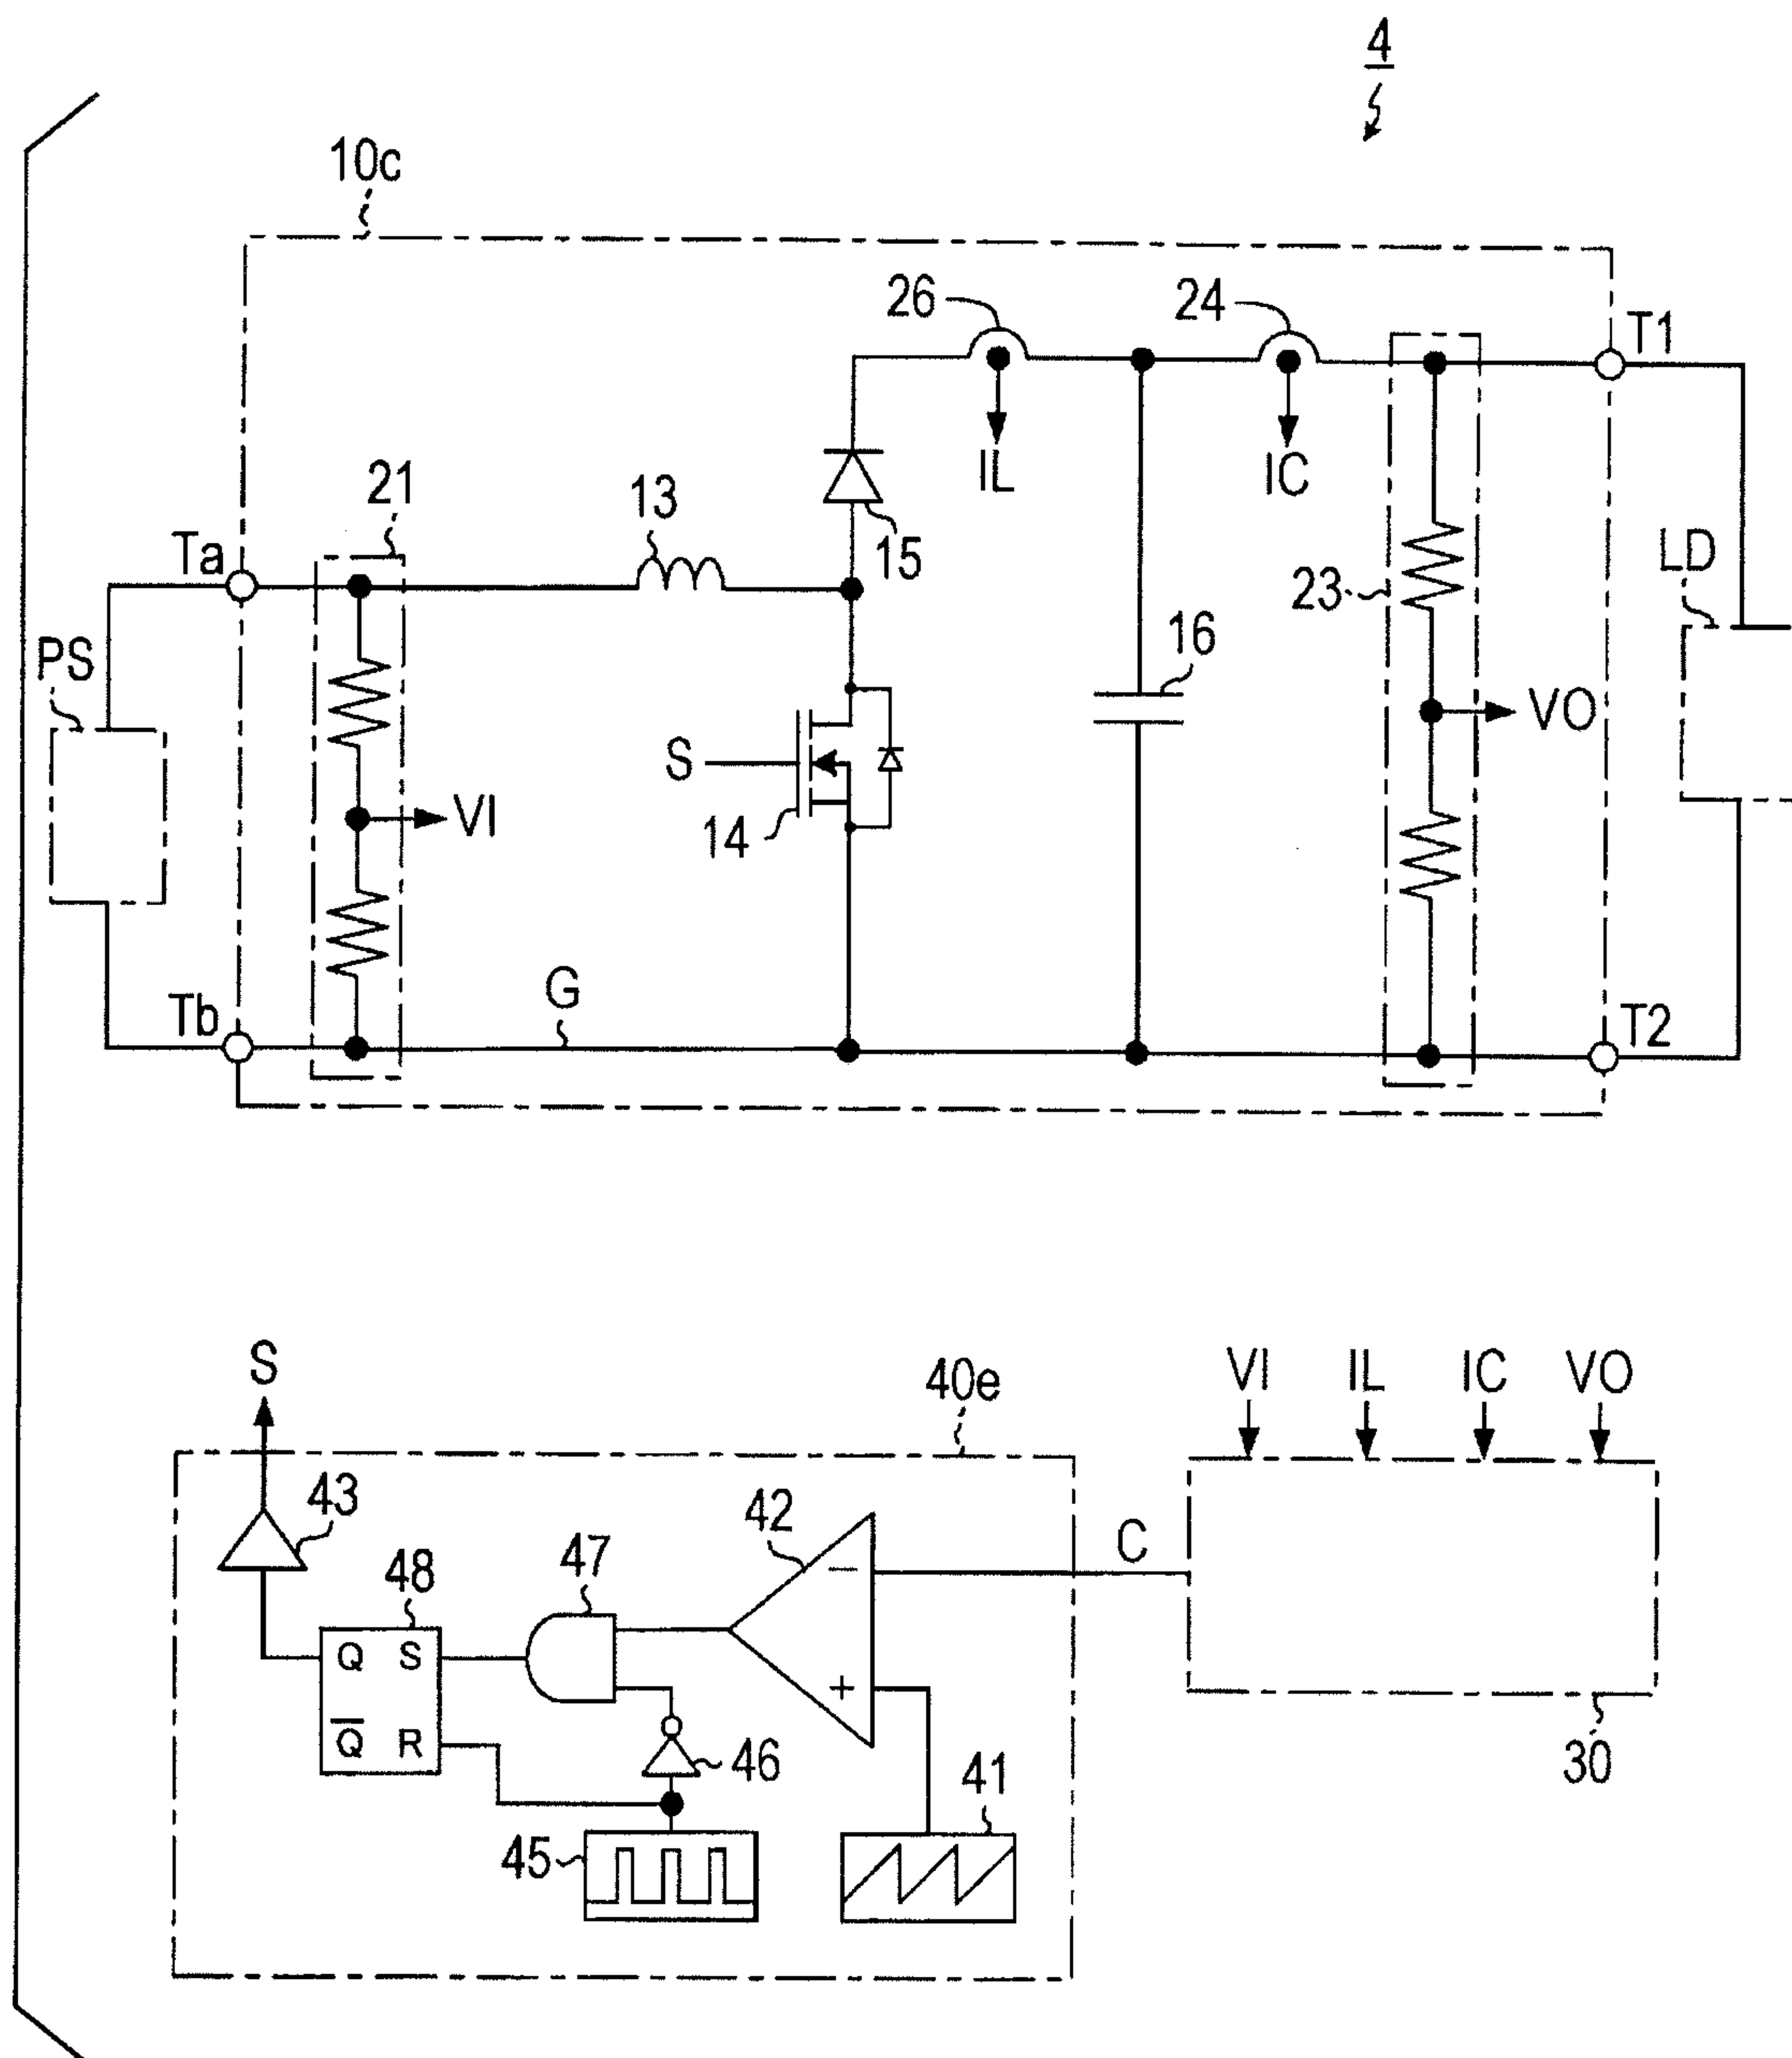 4
10c
26
24
T1
IL
IC
21
13
15
Ta
LD
23
PS
16
VO
S
VI
14
G
Tb
T2
S
40e
VI
IL
IC
VO
43
42
C
47
48
−
Q
S
+
Q̅
R
46
41
30
45